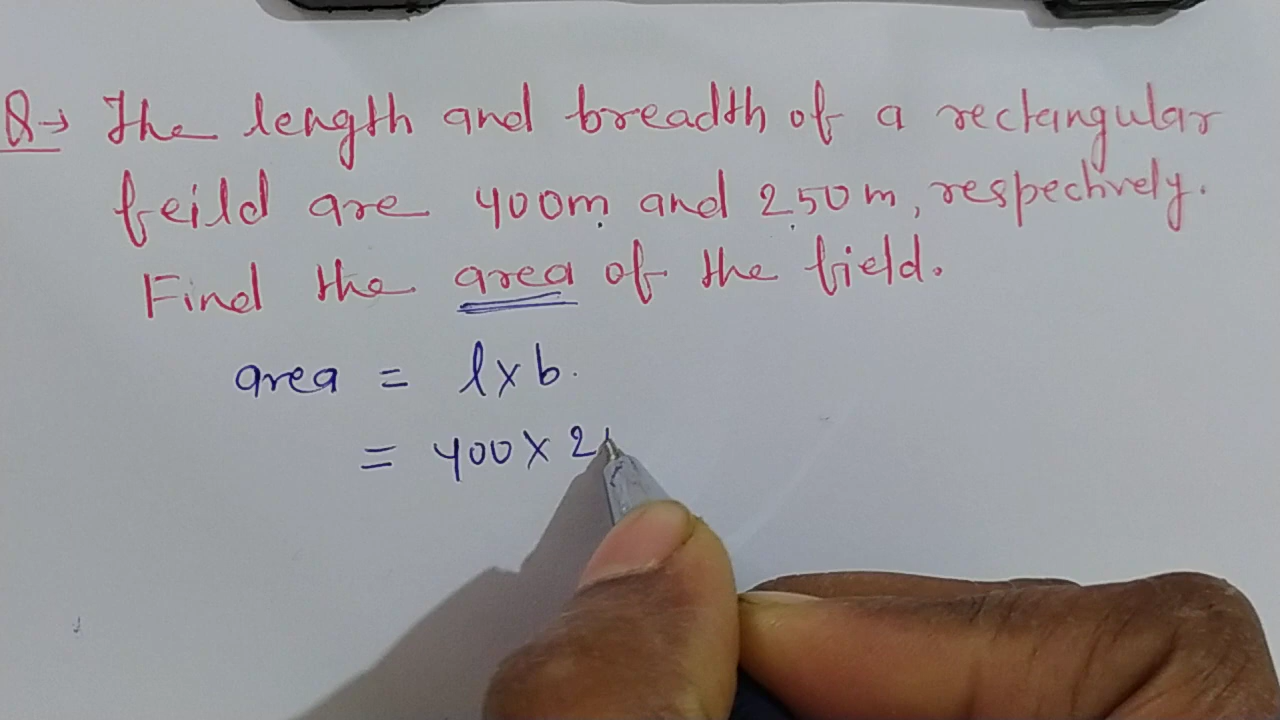 Q→ The length and breadth of a rectangular
feild are 400m and 250m, respectively.
Find the area of the field.
area = l×b.
= 400 × 2